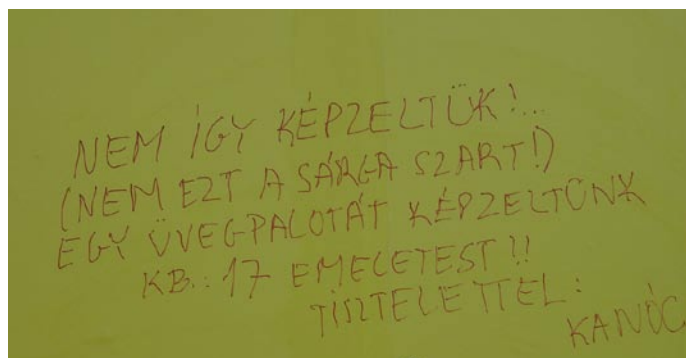 NEM ÍGY KÉPZELTÜK!...
(NEM EZT A SÁRGA SZART!)
EGY ÜVEGPALOTÁT KÉPZELTÜNK
KB.: 17 EMELETEST!!
TISZTELETTEL:
KANÓC